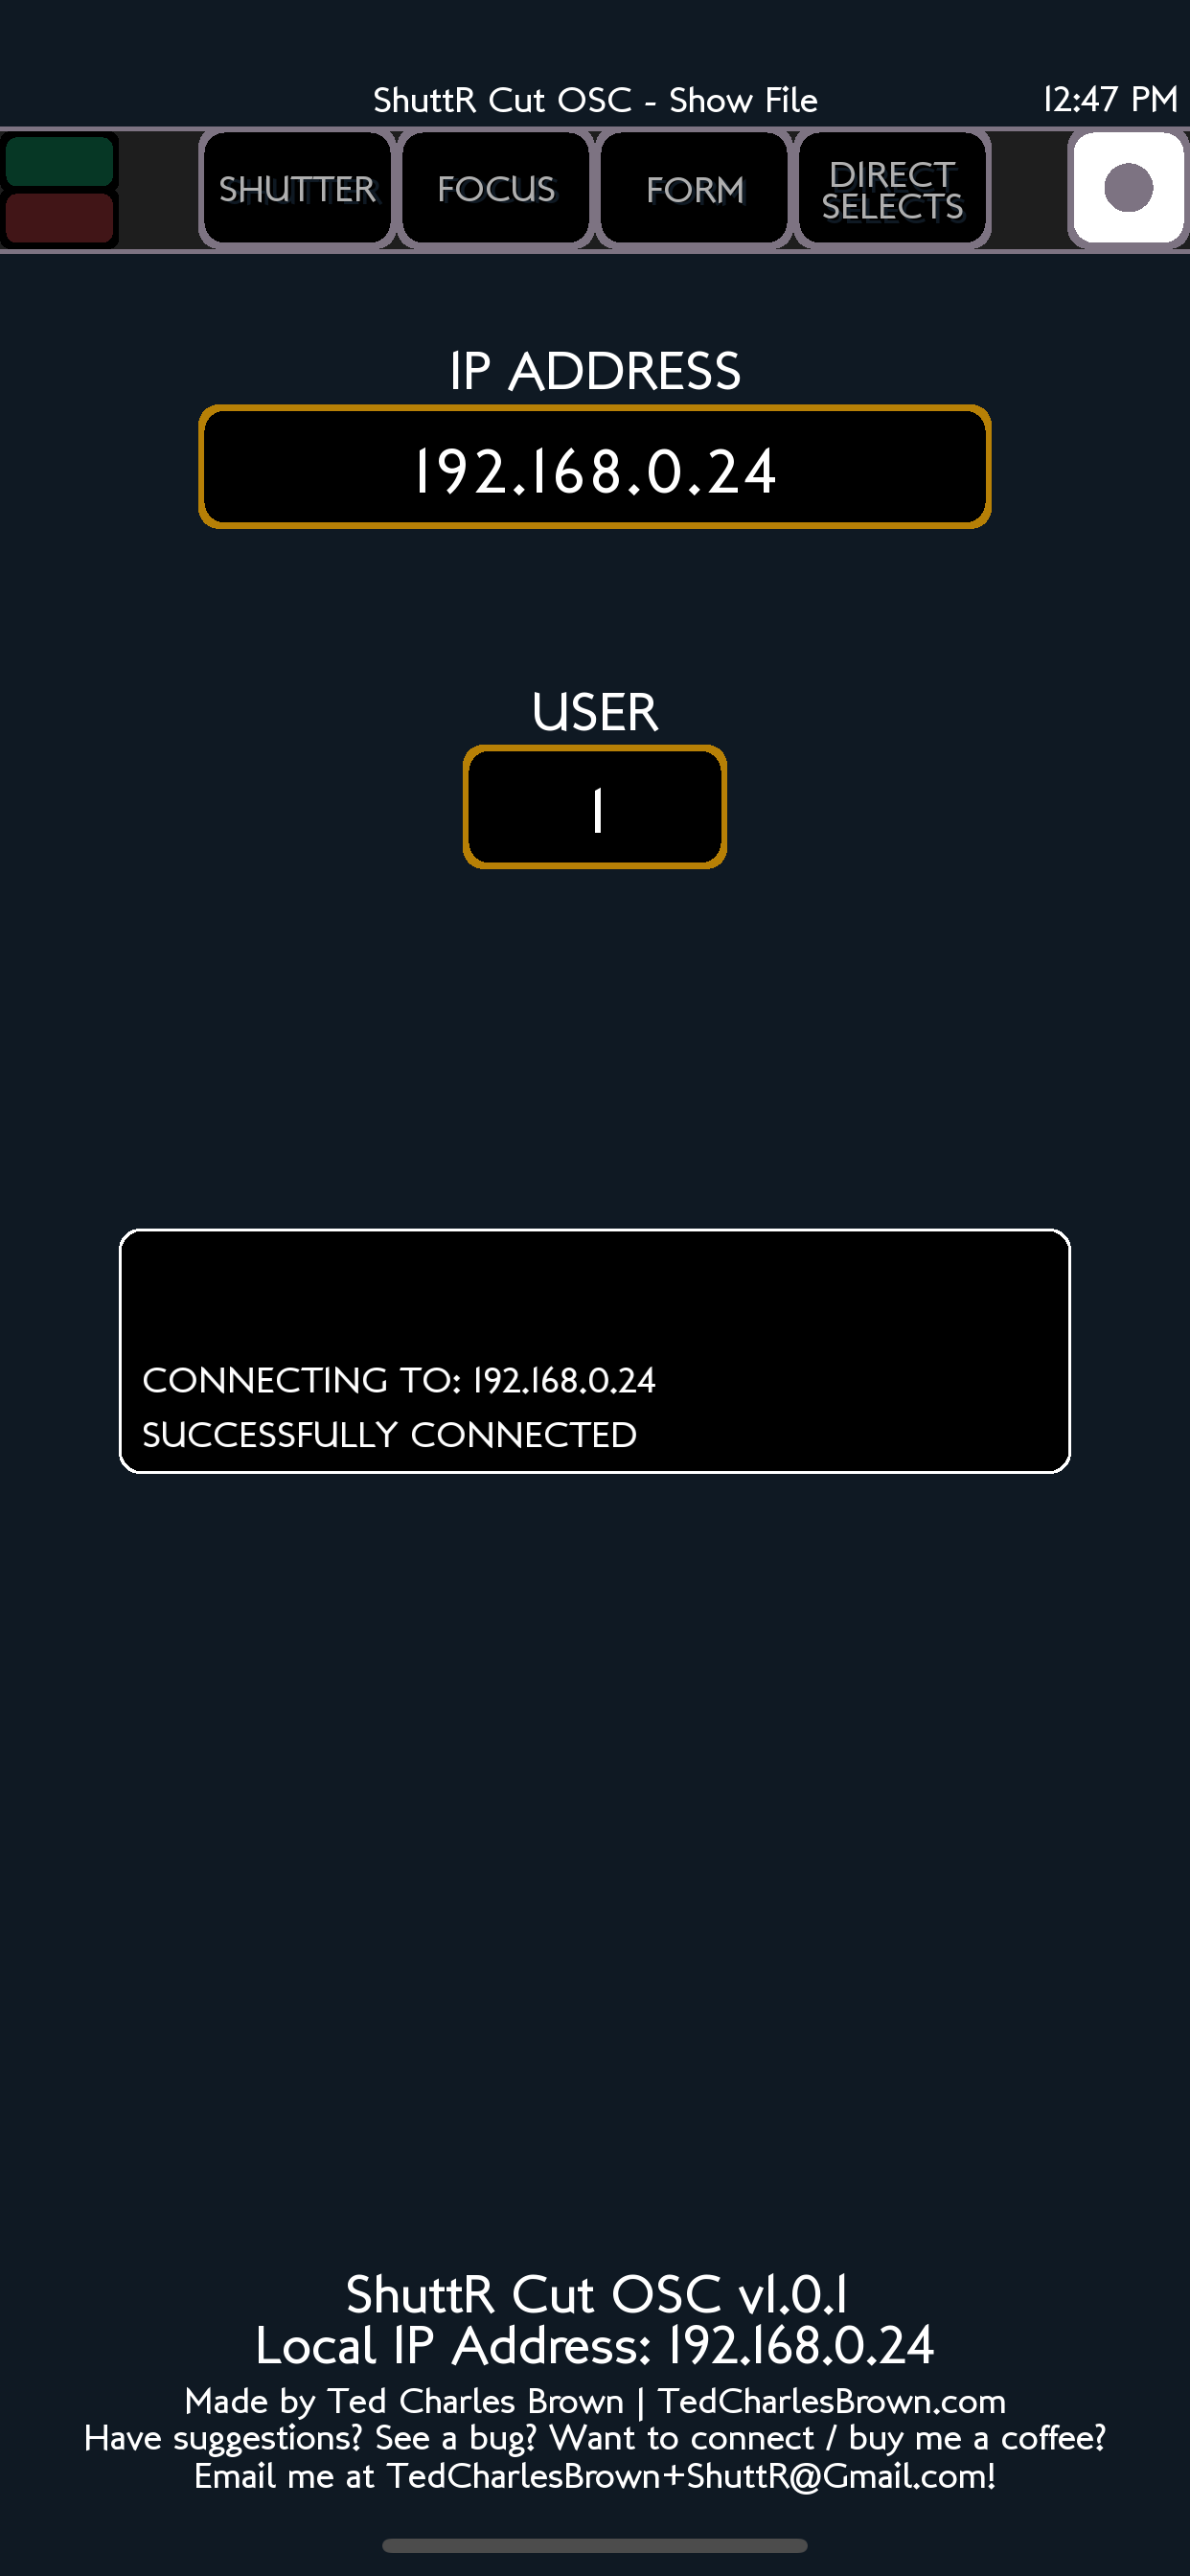 ShuttR Cut OSC - Show File
12:47 PM
SHUTTER
FOCUS
FORM
DIRECT
SELECTS
IP ADDRESS
192.168.0.24
USER
1
CONNECTING TO: 192.168.0.24
SUCCESSFULLY CONNECTED
ShuttR Cut OSC v1.0.1
Local IP Address: 192.168.0.24
Made by Ted Charles Brown | TedCharlesBrown.com
Have suggestions? See a bug? Want to connect / buy me a coffee?
Email me at TedCharlesBrown+ShuttR@Gmail.com!